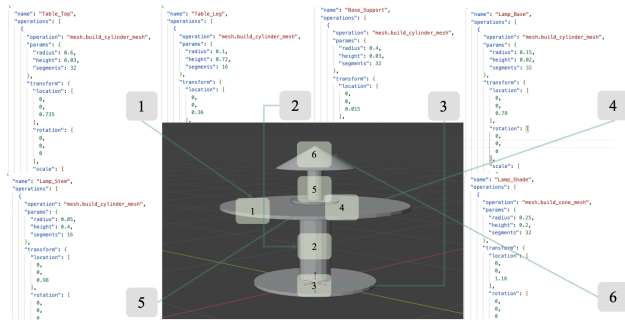 "name": "Table_Top",
"operations": [
{
"operation": "mesh.build_cylinder_mesh",
"params": {
"radius": 0.6,
"height": 0.03,
"segments": 32
},
"transform": {
"location": [
0,
0,
0.735
],
"rotation": [
0,
0,
0
],
"scale": [
1
"name": "Table_Leg",
"operations": [
{
"operation": "mesh.build_cylinder_mesh",
"params": {
"radius": 0.1,
"height": 0.72,
"segments": 16
},
"transform": {
"location": [
0,
0,
0.36
],
2
"name": "Base_Support",
"operations": [
{
"operation": "mesh.build_cylinder_mesh",
"params": {
"radius": 0.4,
"height": 0.03,
"segments": 32
},
"transform": {
"location": [
0,
0,
0.015
],
3
"name": "Lamp_Base",
"operations": [
{
"operation": "mesh.build_cylinder_mesh",
"params": {
"radius": 0.15,
"height": 0.02,
"segments": 32
},
"transform": {
"location": [
0,
0,
0.78
],
"rotation": [
0,
0,
0
],
"scale": [
4
6
5
1
4
2
3
"name": "Lamp_Stem",
"operations": [
{
"operation": "mesh.build_cylinder_mesh",
"params": {
"radius": 0.05,
"height": 0.4,
"segments": 16
},
"transform": {
"location": [
0,
0,
0.98
],
"rotation": [
0,
0,
0
5
"name": "Lamp_Shade",
"operations": [
{
"operation": "mesh.build_cone_mesh",
"params": {
"radius": 0.25,
"height": 0.2,
"segments": 32
},
"transform": {
"location": [
0,
0,
1.18
],
"rotation": [
0,
0,
0
6